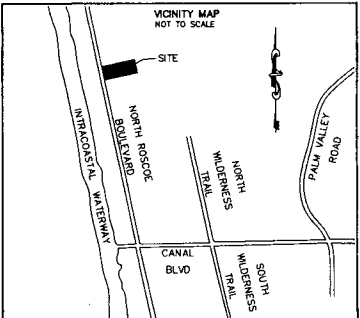 VICINITY MAP
NOT TO SCALE
SITE
INTRACOASTAL WATERWAY
NORTH ROSCOE
BOULEVARD
NORTH
WILDERNESS
TRAIL
PALM VALLEY
ROAD
CANAL
BLVD
SOUTH
WILDERNESS
TRAIL